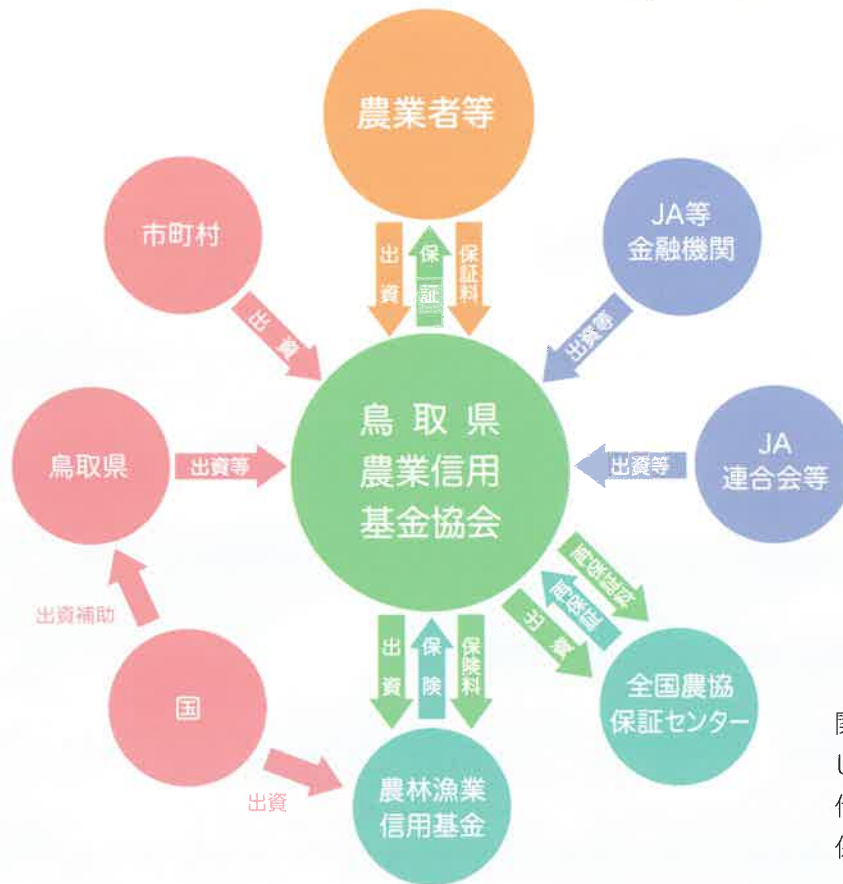 農業者等
市町村
JA等
金融機関
出資
保証
保証料
出資
出資等
鳥取県
農業信用
基金協会
鳥取県
出資等
出資等
JA
連合会等
出資補助
国
出資
出資
保険
保険料
出資
再保証
再保証料
全国農協
保証センター
農林漁業
信用基金